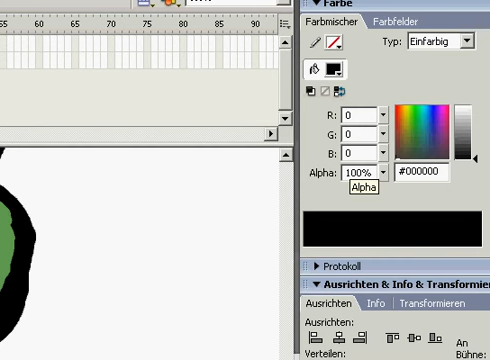 Farbe
55 65 70 75 80 85 90
Farbmischer Farbfelder
Typ: Einfarbig
R: 0
G: 0
B: 0
Alpha: 100% #000000
Alpha
Protokoll
Ausrichten & Info & Transformieren
Ausrichten Info Transformieren
Ausrichten:
An
Verteilen: Bühne: